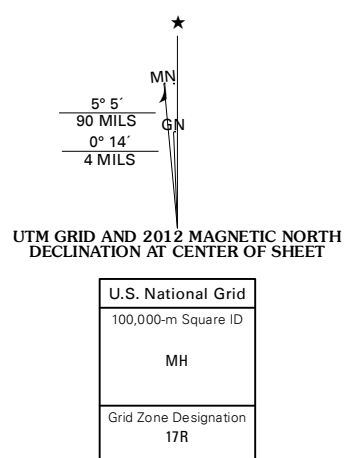 ★
MN
5° 5´
90 MILS
GN
0° 14´
4 MILS
UTM GRID AND 2012 MAGNETIC NORTH
DECLINATION AT CENTER OF SHEET
U.S. National Grid
100,000-m Square ID
MH
Grid Zone Designation
17R